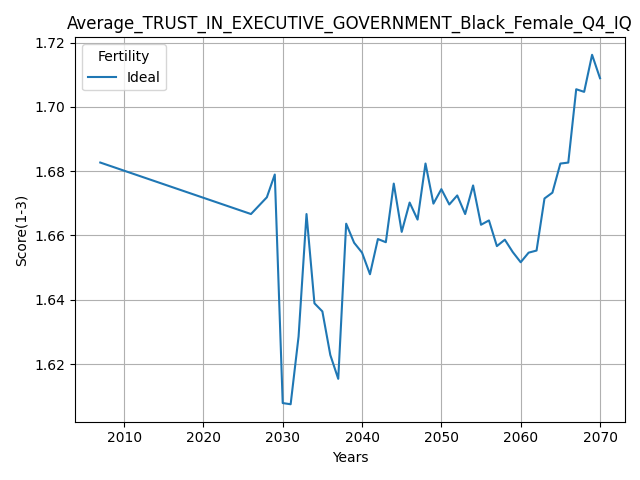 Average_TRUST_IN_EXECUTIVE_GOVERNMENT_Black_Female_Q4_IQ
Fertility
Ideal
Score(1-3)
1.72
1.70
1.68
1.66
1.64
1.62
2010 2020 2030 2040 2050 2060 2070
Years